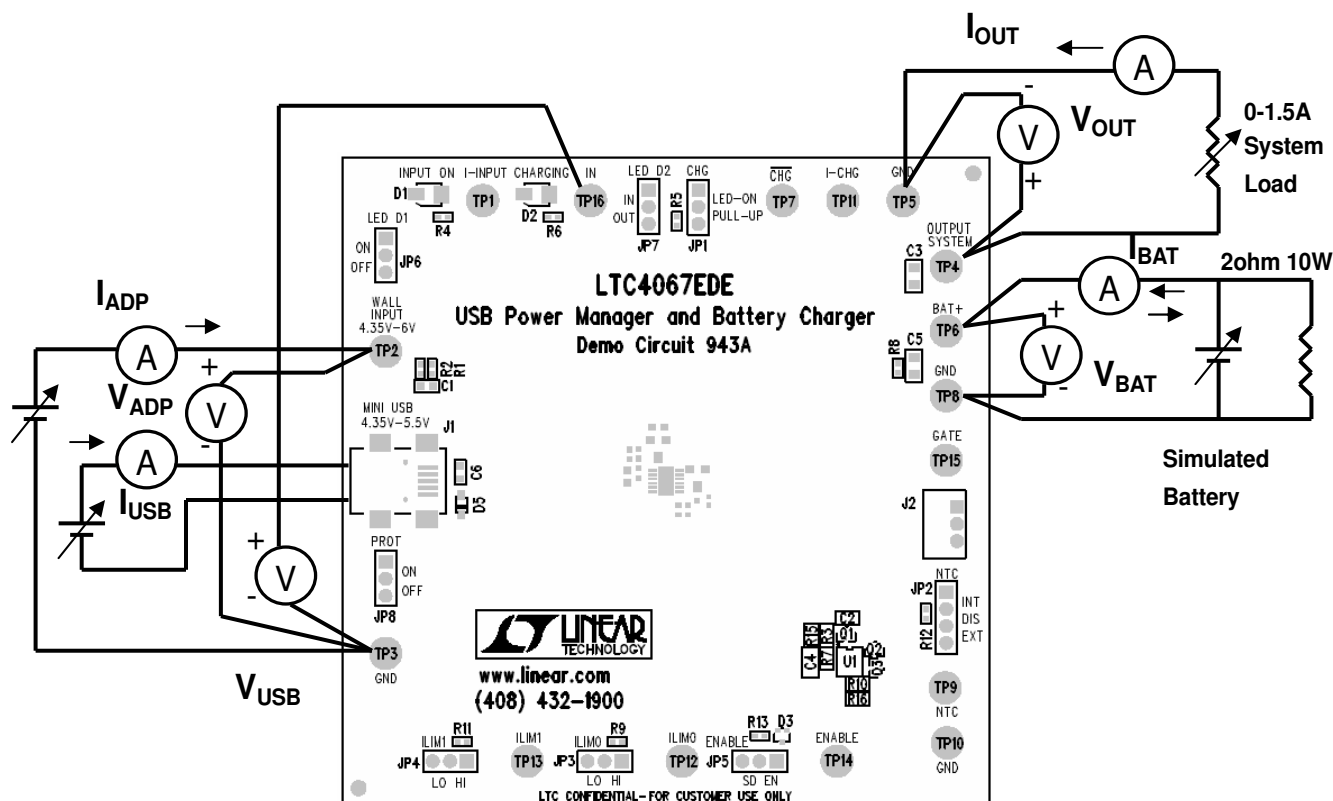 IOUT
A
-
V
VOUT
+
0-1.5A
System
Load
INPUT ON I-INPUT CHARGING IN
D1
TP1
D2
TP16
R4
R6
LED D2
IN
OUT
JP7
R5
CHG
LED-ON
PULL-UP
JP1
CHG
TP7
I-CHG
TP11
GND
TP5
LED D1
ON
OFF
JP6
OUTPUT
SYSTEM
C3
TP4
IBAT
A
2ohm 10W
LTC4067EDE
USB Power Manager and Battery Charger
Demo Circuit 943A
IADP
A
WALL
INPUT
4.35V-6V
TP2
R2
R1
C1
+
VADP
V
-
BAT+
TP6
R8
C5
GND
TP8
+
V
VBAT
-
MINI USB
4.35V-5.5V
J1
A
IUSB
C6
D5
GATE
TP15
Simulated
Battery
J2
+
V
-
PROT
ON
OFF
JP8
NTC
JP2
INT
DIS
EXT
R12
TP3
GND
VUSB
LINEAR
TECHNOLOGY
www.linear.com
(408) 432-1900
C2
R15
R3
Q1
Q2
C4
R7
U1
Q3
R10
R16
TP9
NTC
TP10
GND
R11
ILIM1
JP4
LO HI
ILIM1
TP13
R9
ILIM0
JP3
LO HI
ILIM0
TP12
R13
D3
ENABLE
JP5
SD EN
ENABLE
TP14
LTC CONFIDENTIAL-FOR CUSTOMER USE ONLY